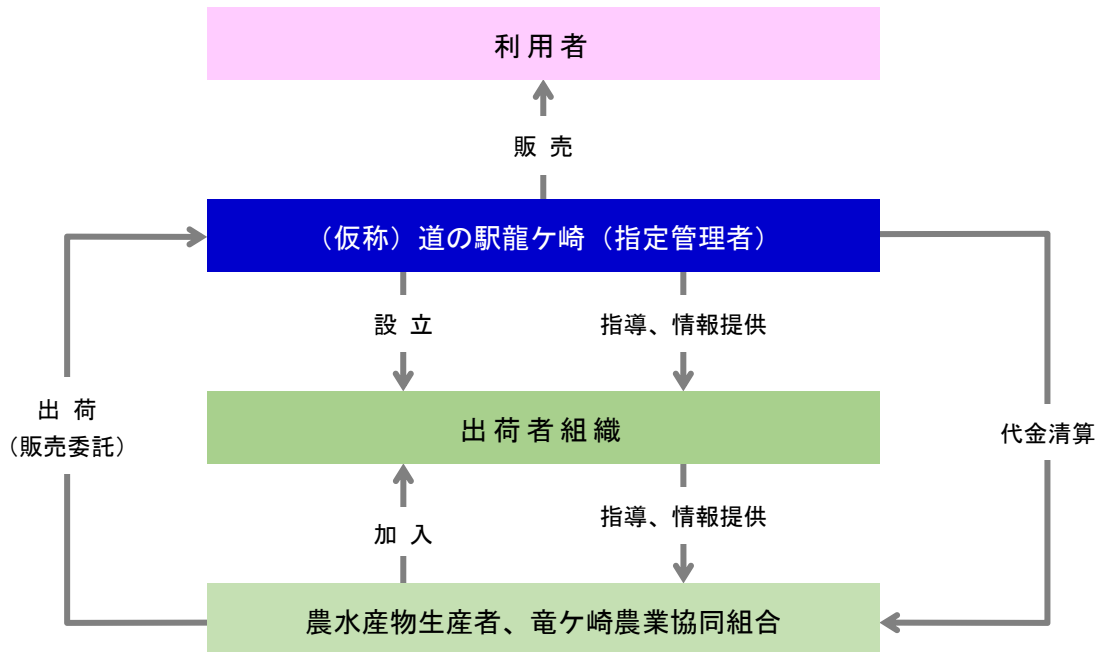 利用者
販 売
（仮称）道の駅龍ケ崎（指定管理者）
設 立
指導、情報提供
出 荷
（販売委託）
出荷者組織
代金清算
加 入
指導、情報提供
農水産物生産者、竜ケ崎農業協同組合